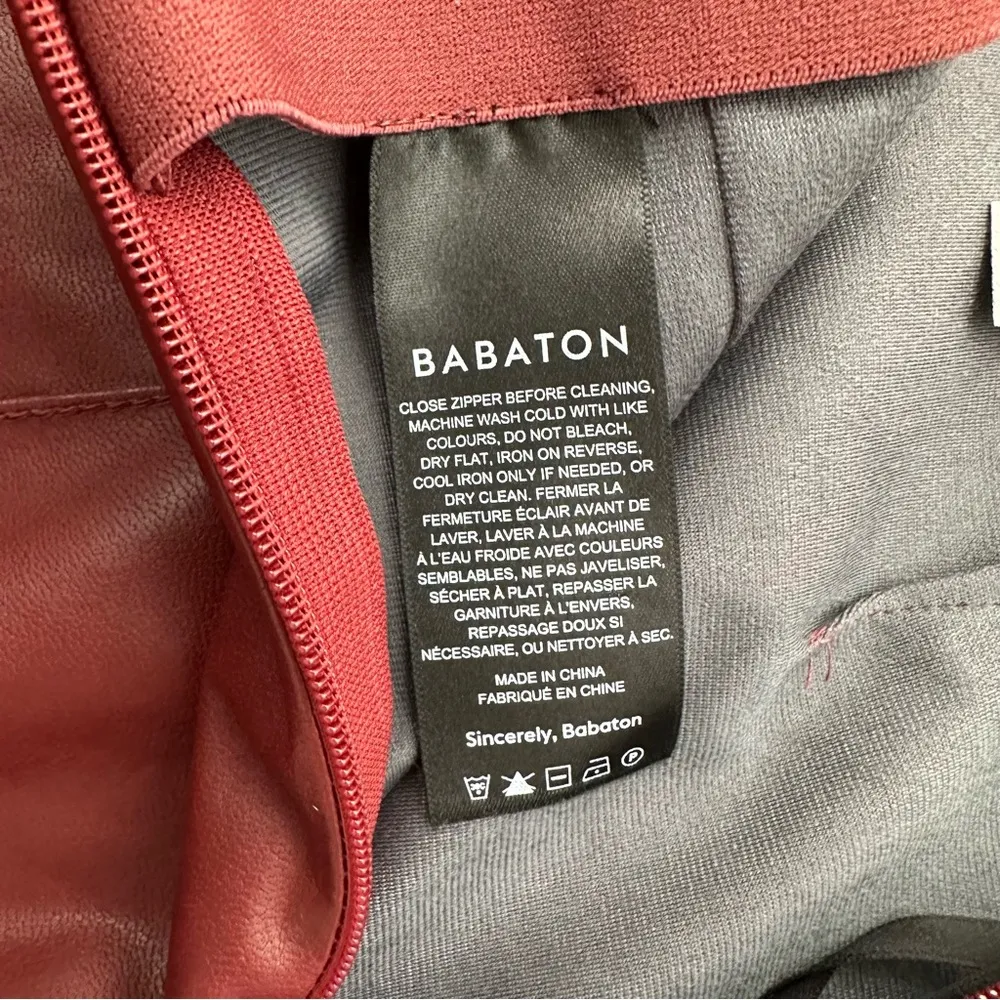 BABATON
CLOSE ZIPPER BEFORE CLEANING,
MACHINE WASH COLD WITH LIKE
COLOURS, DO NOT BLEACH,
DRY FLAT, IRON ON REVERSE,
COOL IRON ONLY IF NEEDED, OR
DRY CLEAN. FERMER LA
FERMETURE ÉCLAIR AVANT DE
LAVER, LAVER À LA MACHINE
À L'EAU FROIDE AVEC COULEURS
SEMBLABLES, NE PAS JAVELISER,
SÉCHER À PLAT, REPASSER LA
GARNITURE À L'ENVERS,
REPASSAGE DOUX SI
NÉCESSAIRE, OU NETTOYER À SEC.
MADE IN CHINA
FABRIQUÉ EN CHINE
Sincerely, Babaton
P